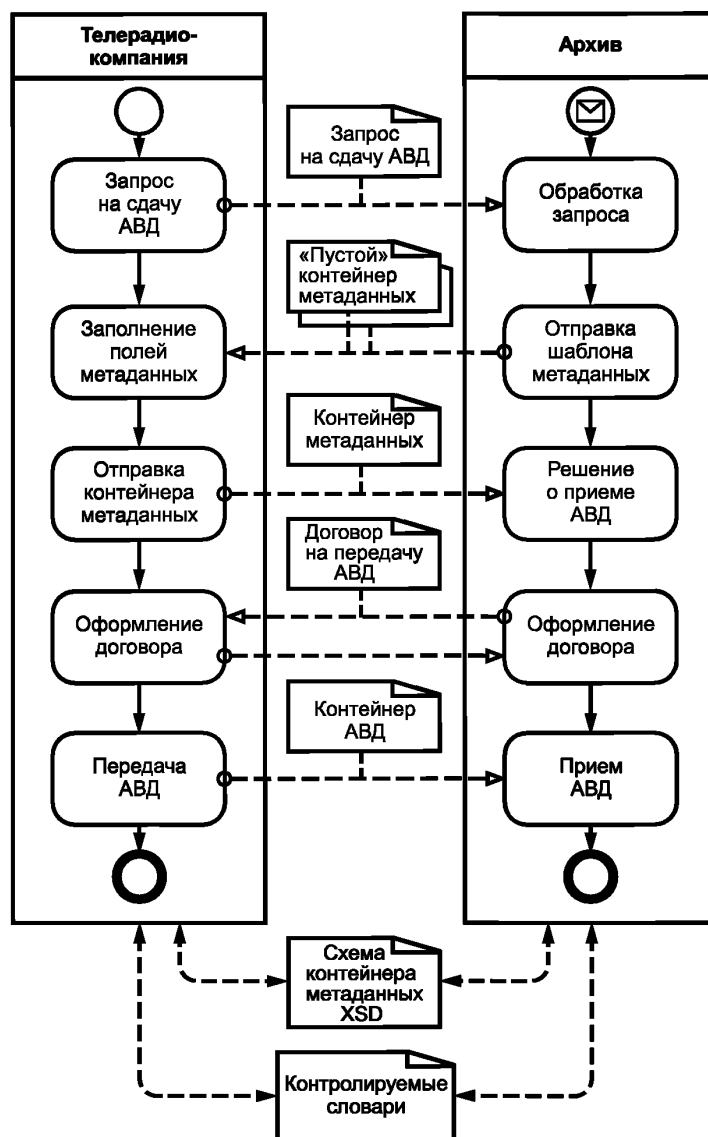 Телерадио-
компания
Архив
Запрос
на сдачу АВД
Запрос
на сдачу
АВД
Обработка
запроса
«Пустой»
контейнер
метаданных
Заполнение
полей
метаданных
Отправка
шаблона
метаданных
Контейнер
метаданных
Отправка
контейнера
метаданных
Решение
о приеме
АВД
Договор
на передачу
АВД
Оформление
договора
Оформление
договора
Контейнер
АВД
Передача
АВД
Прием
АВД
Схема
контейнера
метаданных
XSD
Контролируемые
словари